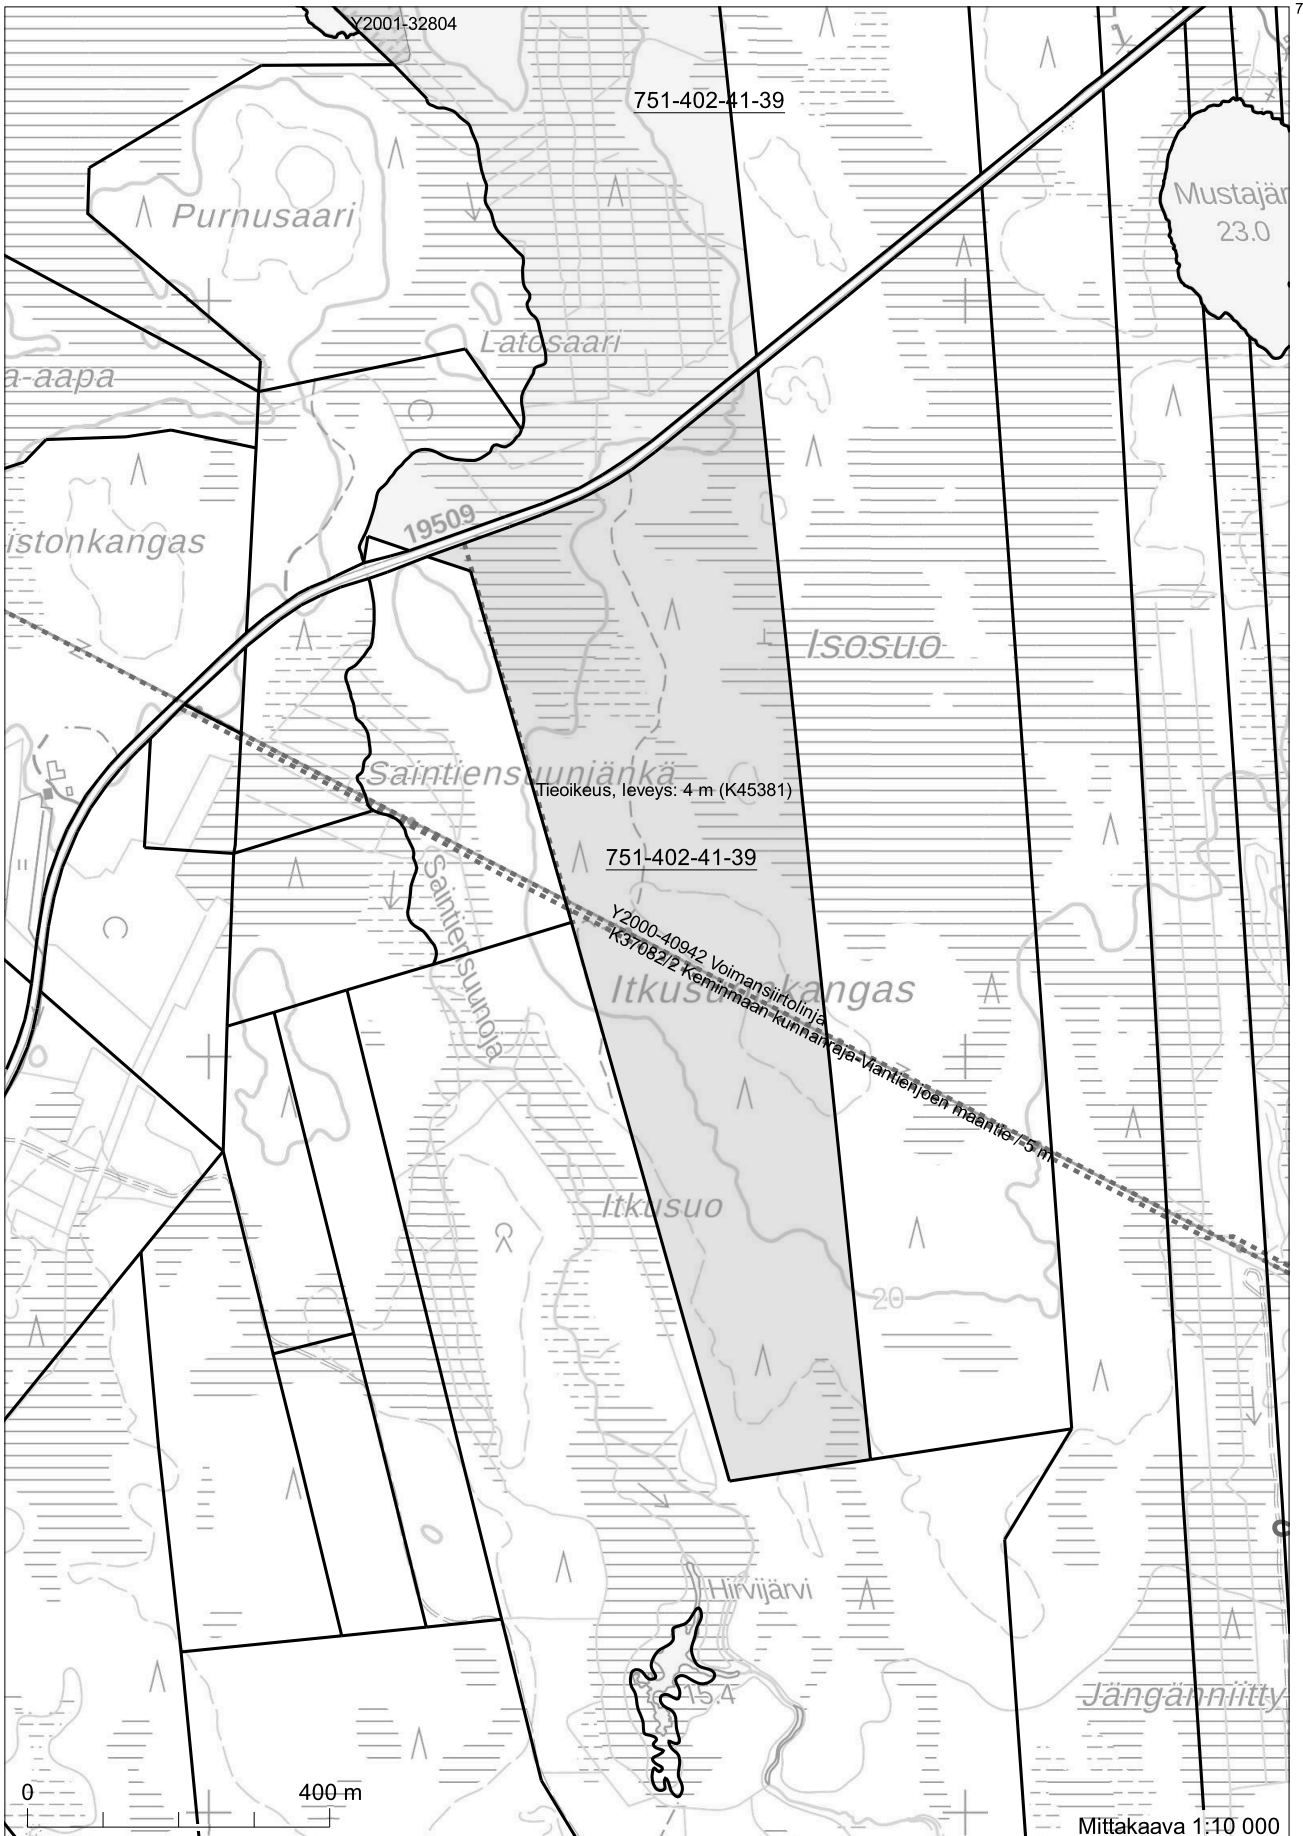 7
Y2001-32804
751-402-41-39
Mustajär
23.0
Purnusaari
Latosaari
a-aapa
19509
istonkangas
Isosuo
Saintiensuunjänkä
Tieoikeus, leveys: 4 m (K45381)
751-402-41-39
Saintiensuunoja
Y2000-40942 Voimansiirtolinja
K37082/2 Keminmaan kunnanraja-Viantienjoen maantie / 5 m
Itkusuonkangas
Itkusuo
20
Hirvijärvi
15.4
Jängänniitty
0
400 m
Mittakaava 1:10 000